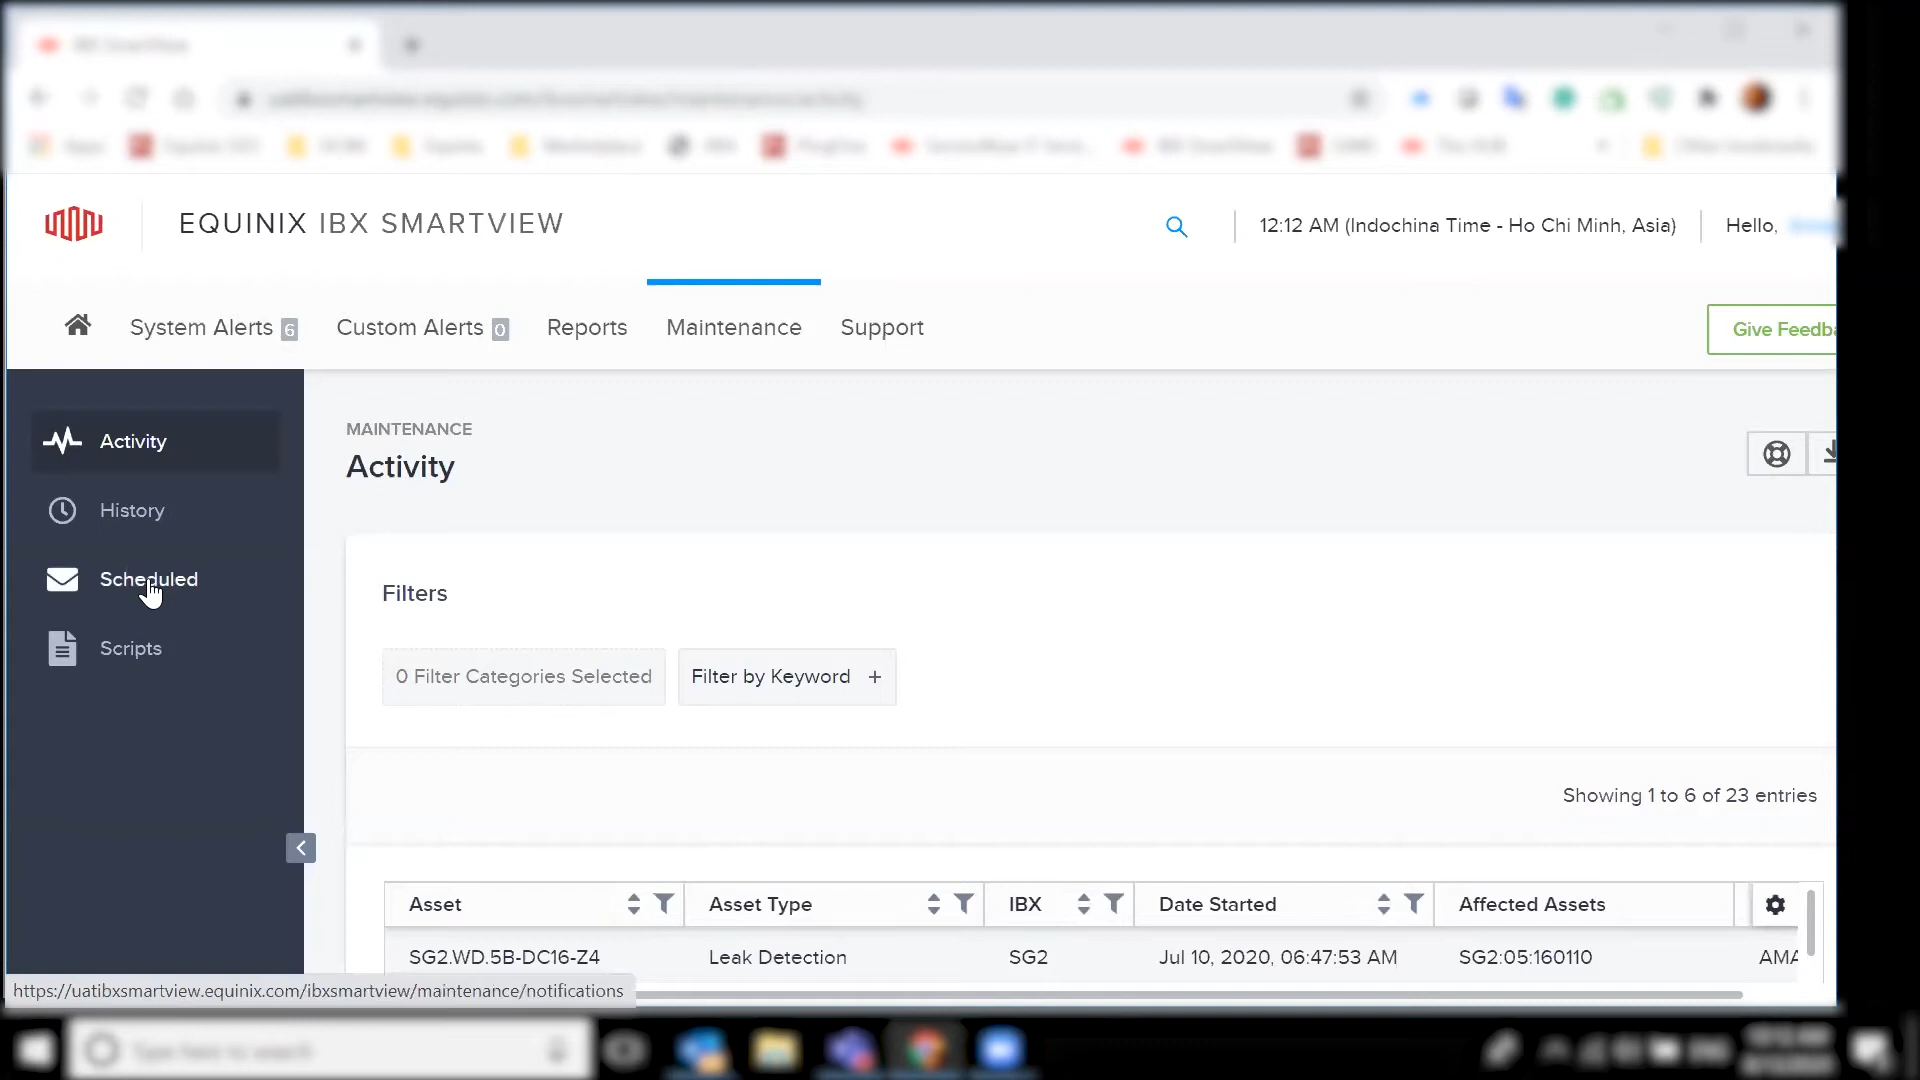 EQUINIX IBX SMARTVIEW
12:12 AM (Indochina Time - Ho Chi Minh, Asia)
Hello,
System Alerts 6
Custom Alerts 0
Reports
Maintenance
Support
Give Feedba
Activity
History
Scheduled
Scripts
MAINTENANCE
Activity
Filters
0 Filter Categories Selected
Filter by Keyword +
Showing 1 to 6 of 23 entries
Asset
Asset Type
IBX
Date Started
Affected Assets
SG2.WD.5B-DC16-Z4
Leak Detection
SG2
Jul 10, 2020, 06:47:53 AM
SG2:05:160110
AMA
https://uatibxsmartview.equinix.com/ibxsmartview/maintenance/notifications
Type here to search